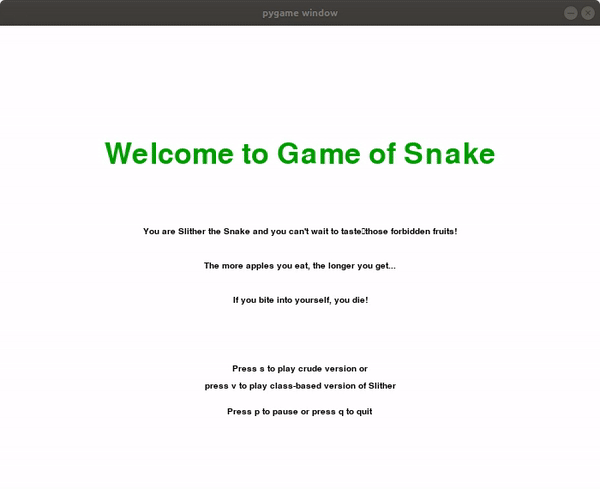 pygame window
Welcome to Game of Snake
You are Slither the Snake and you can't wait to taste▯those forbidden fruits!
The more apples you eat, the longer you get...
If you bite into yourself, you die!
Press s to play crude version or
press v to play class-based version of Slither
Press p to pause or press q to quit